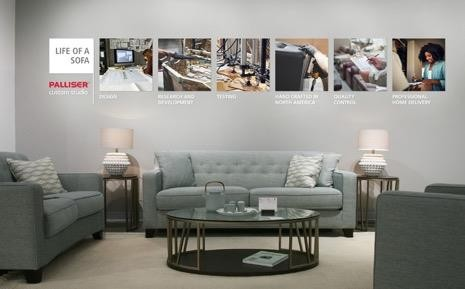 LIFE OF A
SOFA
PALLISER
custom studio
DESIGN
RESEARCH AND
DEVELOPMENT
TESTING
HAND CRAFTED IN
NORTH AMERICA
QUALITY
CONTROL
PROFESSIONAL
HOME DELIVERY